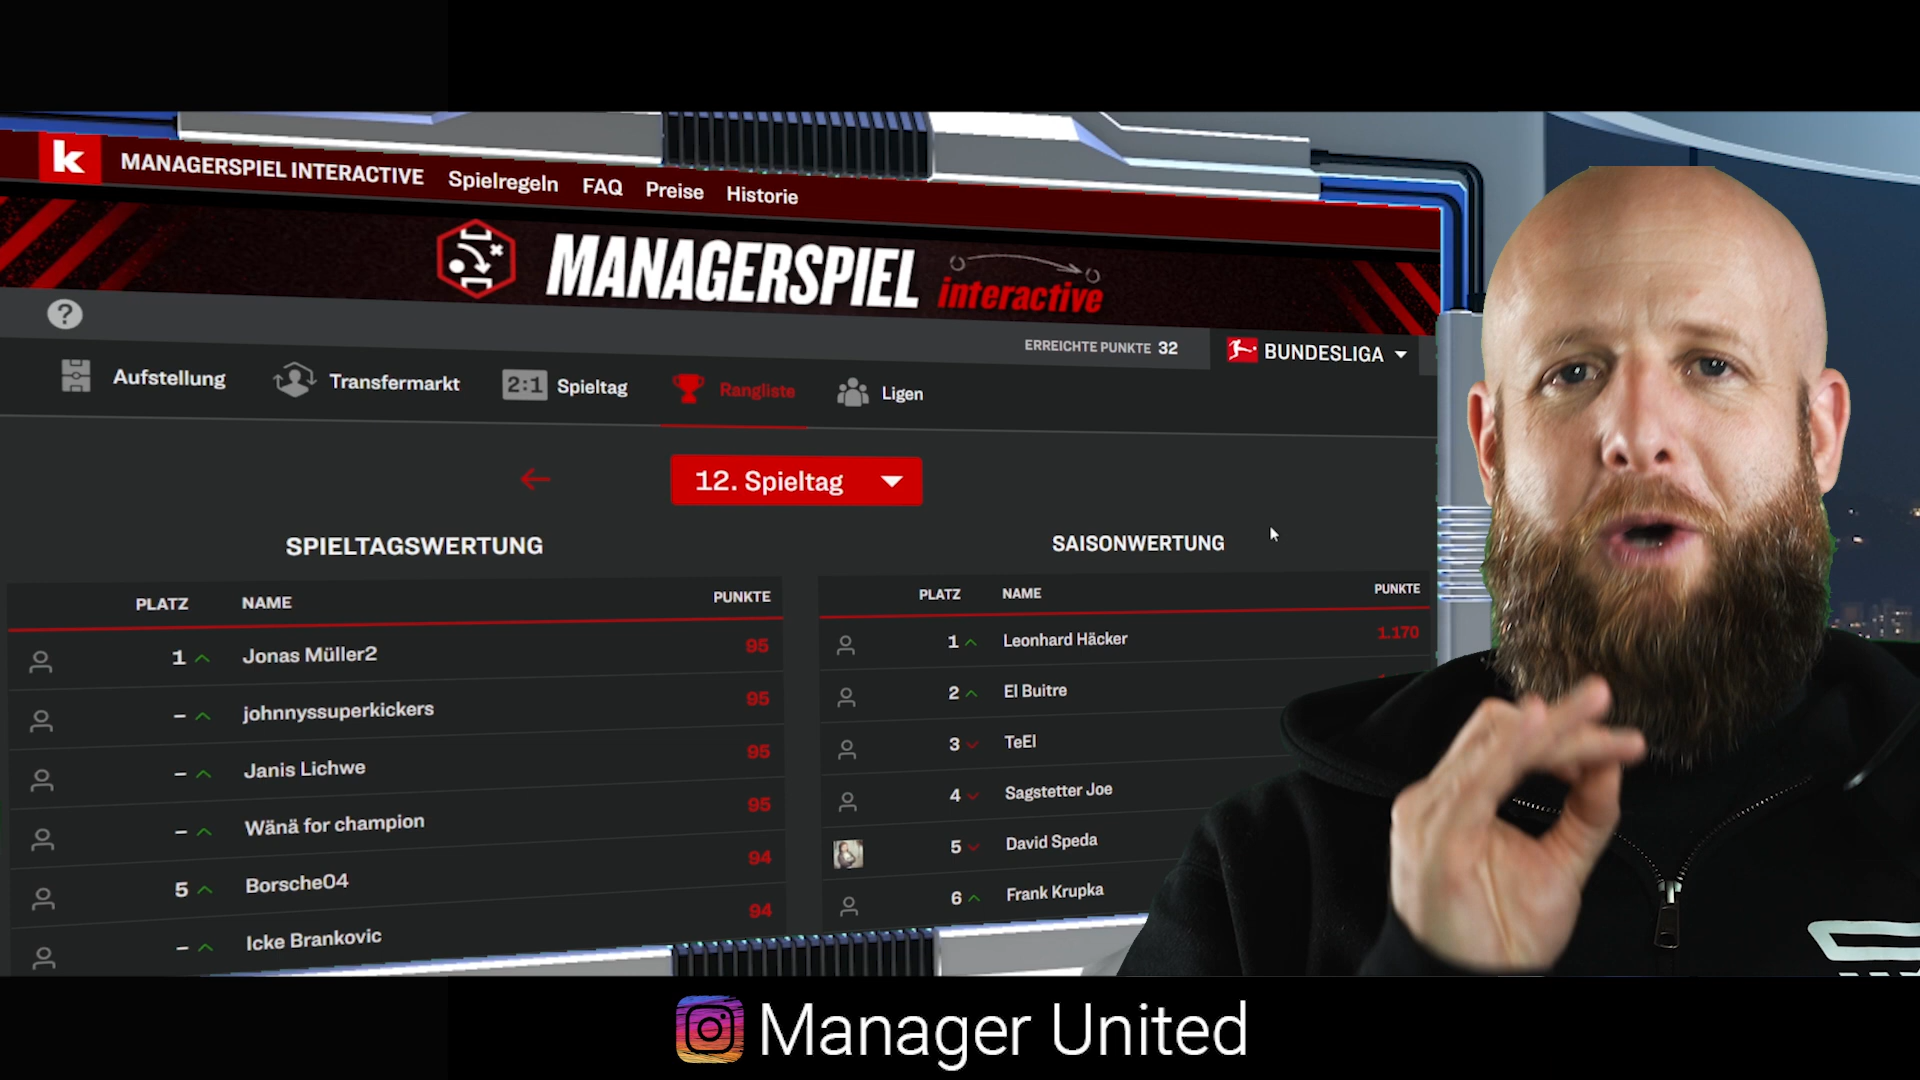 k MANAGERSPIEL INTERACTIVE Spielregeln FAQ Preise Historie
MANAGERSPIEL interactive
?
ERREICHTE PUNKTE 32 BUNDESLIGA
Aufstellung Transfermarkt 2:1 Spieltag Rangliste Ligen
12. Spieltag
SPIELTAGSWERTUNG
PLATZ NAME PUNKTE
1 Jonas Müller2 95
– johnnyssuperkickers 95
– Janis Lichwe 95
– Wänä for champion 95
5 Borsche04 94
– Icke Brankovic 94
SAISONWERTUNG
PLATZ NAME PUNKTE
1 Leonhard Häcker 1.170
2 El Buitre
3 TeEl
4 Sagstetter Joe
5 David Speda
6 Frank Krupka
Manager United